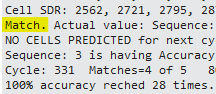 Cell SDR: 2562, 2721, 2795, 28
Match. Actual value: Sequence:
NO CELLS PREDICTED for next cy
Sequence: 3 is having Accuracy
Cycle: 331 Matches=4 of 5 80
100% accuracy reched 28 times.